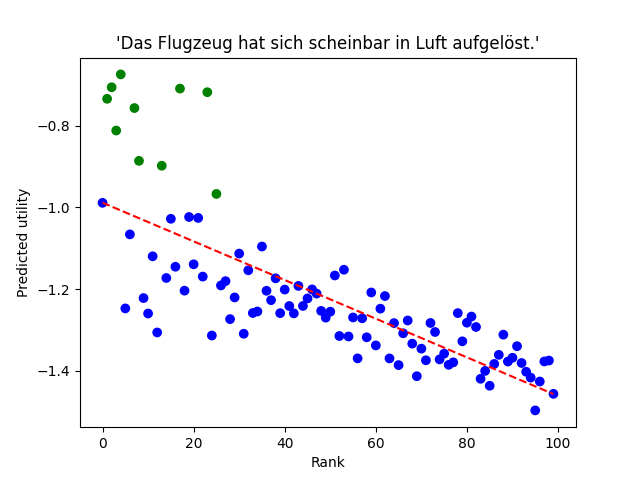 'Das Flugzeug hat sich scheinbar in Luft aufgelöst.'
−0.8
−1.0
−1.2
−1.4
Predicted utility
0 20 40 60 80 100
Rank